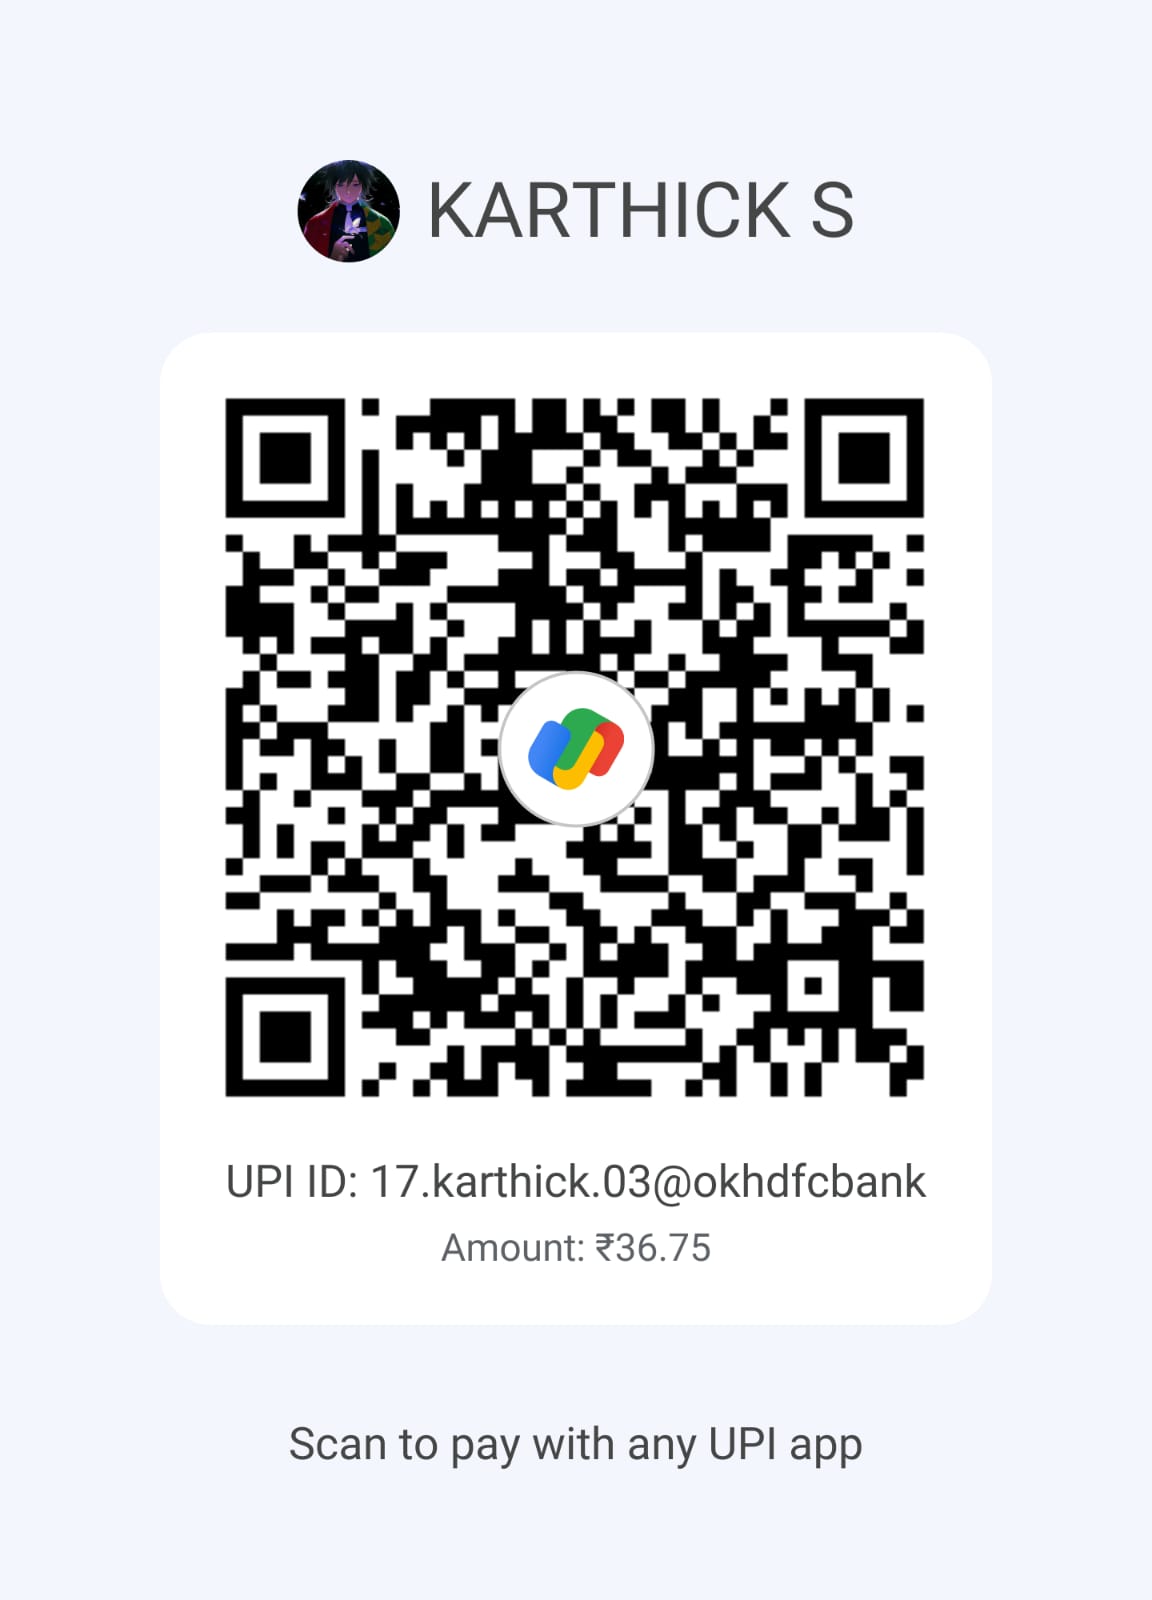 KARTHICK S
UPI ID: 17.karthick.03@okhdfcbank
Amount: ₹36.75
Scan to pay with any UPI app